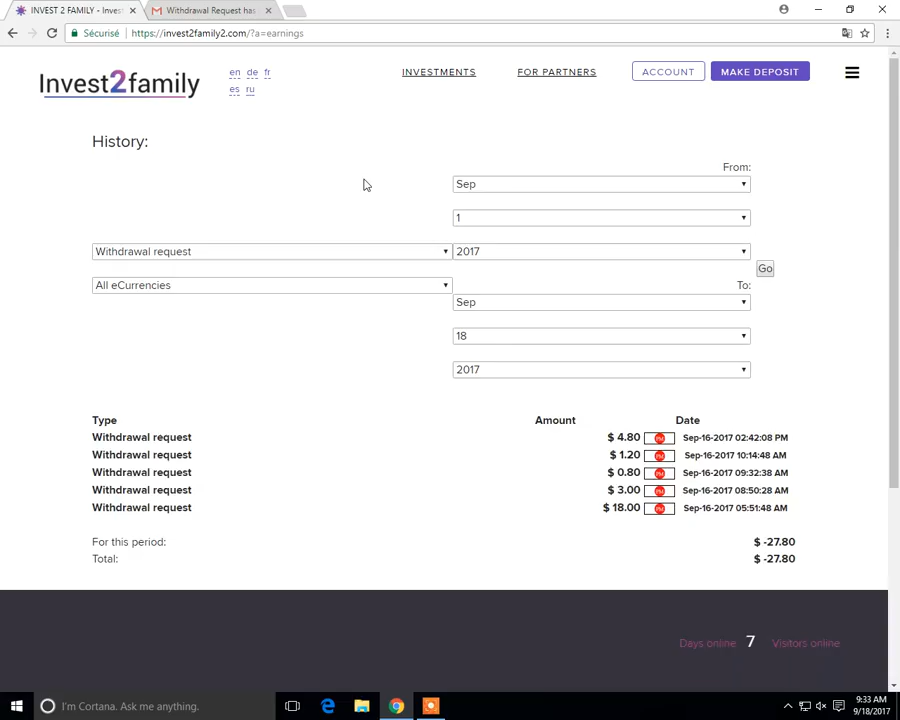 INVEST 2 FAMILY - Inves
Withdrawal Request has
Sécurisé
https://invest2family2.com/?a=earnings
Invest2family
en de fr
es ru
INVESTMENTS
FOR PARTNERS
ACCOUNT
MAKE DEPOSIT
History:
From:
Sep
1
Withdrawal request
2017
Go
All eCurrencies
To:
Sep
18
2017
Type Amount Date
Withdrawal request $ 4.80 PM Sep-16-2017 02:42:08 PM
Withdrawal request $ 1.20 PM Sep-16-2017 10:14:48 AM
Withdrawal request $ 0.80 PM Sep-16-2017 09:32:38 AM
Withdrawal request $ 3.00 PM Sep-16-2017 08:50:28 AM
Withdrawal request $ 18.00 PM Sep-16-2017 05:51:48 AM
For this period: $ -27.80
Total: $ -27.80
Days online 7 Visitors online
I'm Cortana. Ask me anything.
9:33 AM
9/18/2017